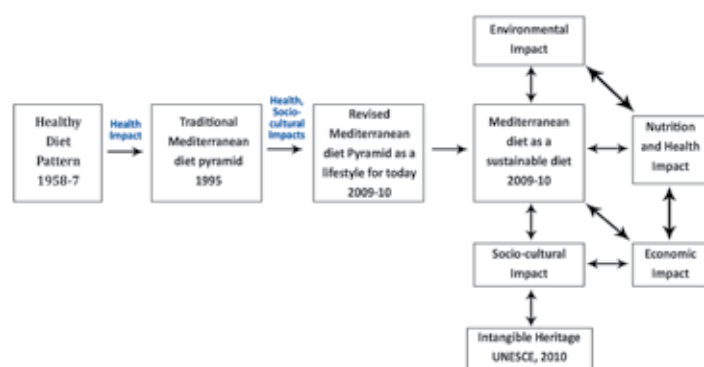 Healthy
Diet
Pattern
1958-7
Health
Impact
Traditional
Mediterranean
diet pyramid
1995
Health,
Socio-
cultural
Impacts
Revised
Mediterranean
diet Pyramid as a
lifestyle for today
2009-10
Environmental
Impact
Mediterranean
diet as a
sustainable diet
2009-10
Nutrition
and Health
Impact
Socio-cultural
Impact
Economic
Impact
Intangible Heritage
UNESCE, 2010